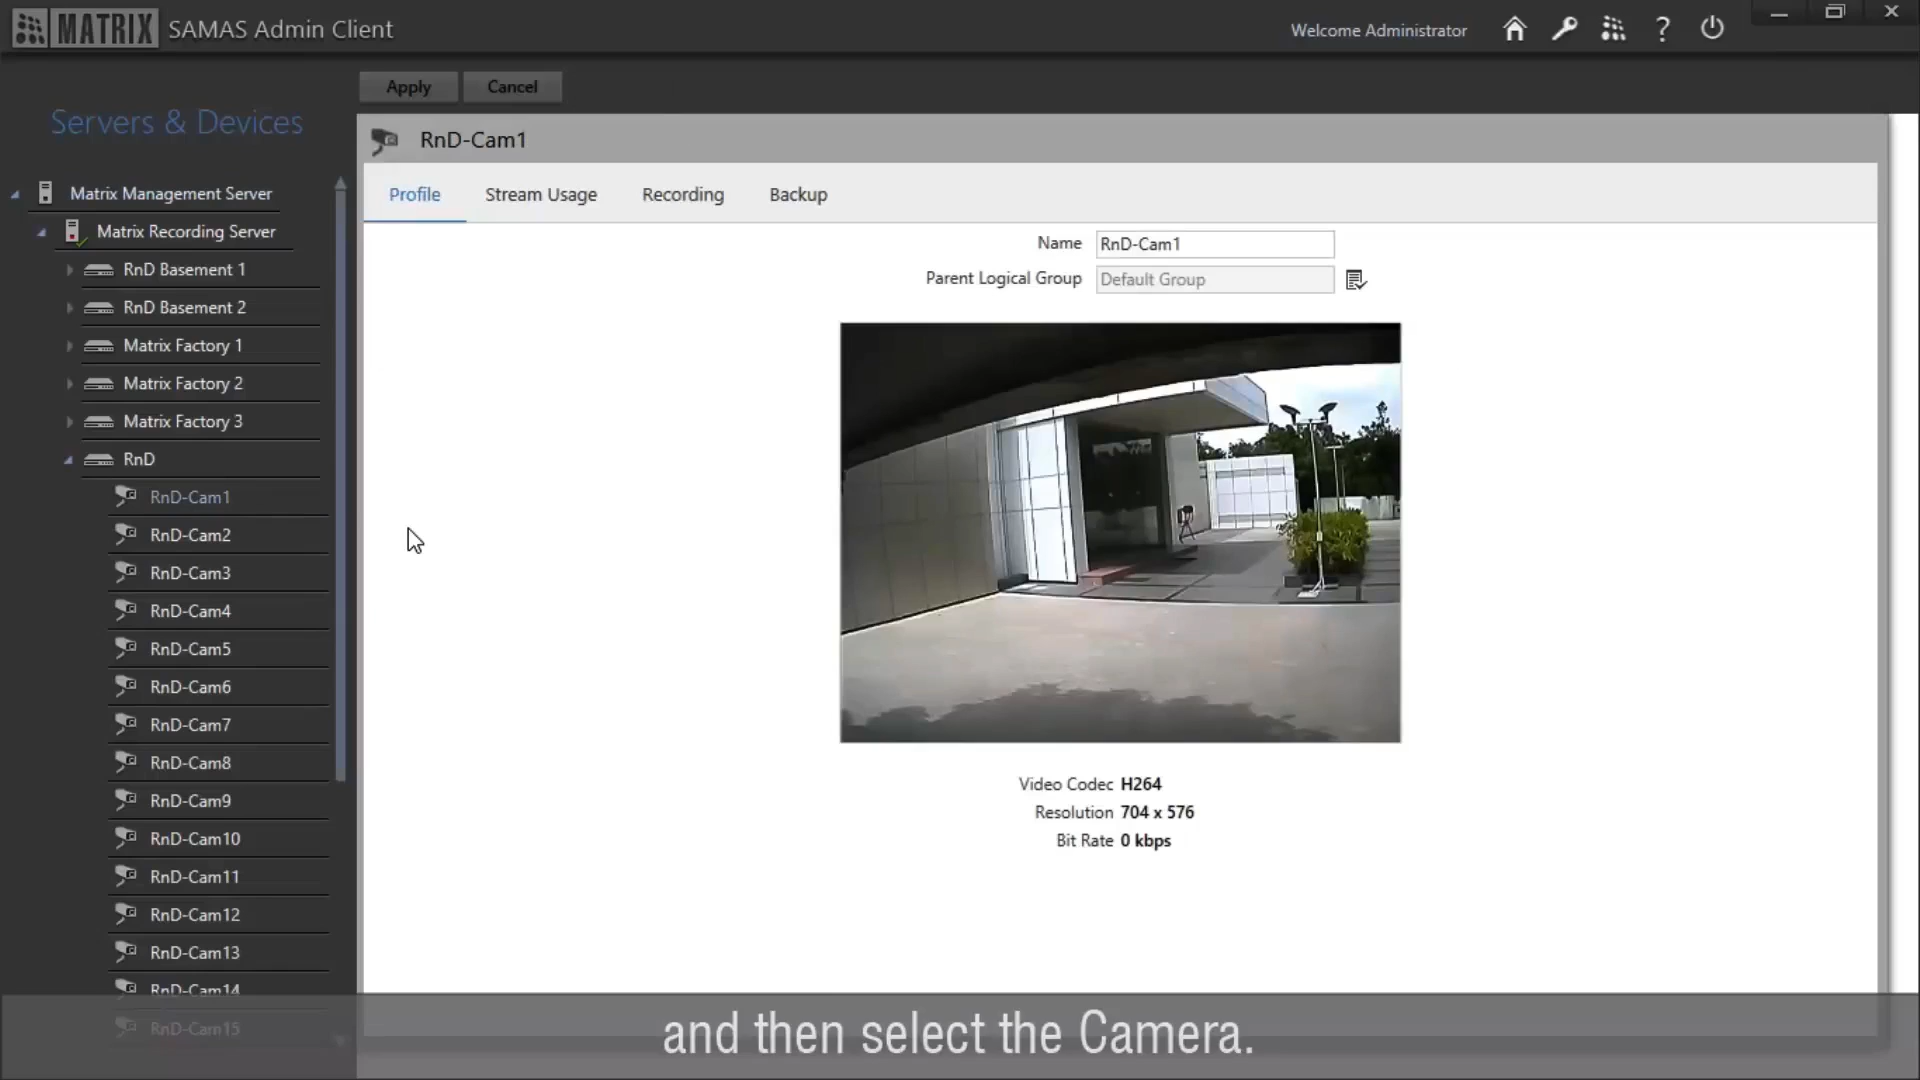 MATRIX SAMAS Admin Client
Welcome Administrator
?
Apply
Cancel
Servers & Devices
Matrix Management Server
Matrix Recording Server
RnD Basement 1
RnD Basement 2
Matrix Factory 1
Matrix Factory 2
Matrix Factory 3
RnD
RnD-Cam1
RnD-Cam2
RnD-Cam3
RnD-Cam4
RnD-Cam5
RnD-Cam6
RnD-Cam7
RnD-Cam8
RnD-Cam9
RnD-Cam10
RnD-Cam11
RnD-Cam12
RnD-Cam13
RnD-Cam14
RnD-Cam15
RnD-Cam1
Profile
Stream Usage
Recording
Backup
Name RnD-Cam1
Parent Logical Group Default Group
Video Codec H264
Resolution 704 x 576
Bit Rate 0 kbps
and then select the Camera.